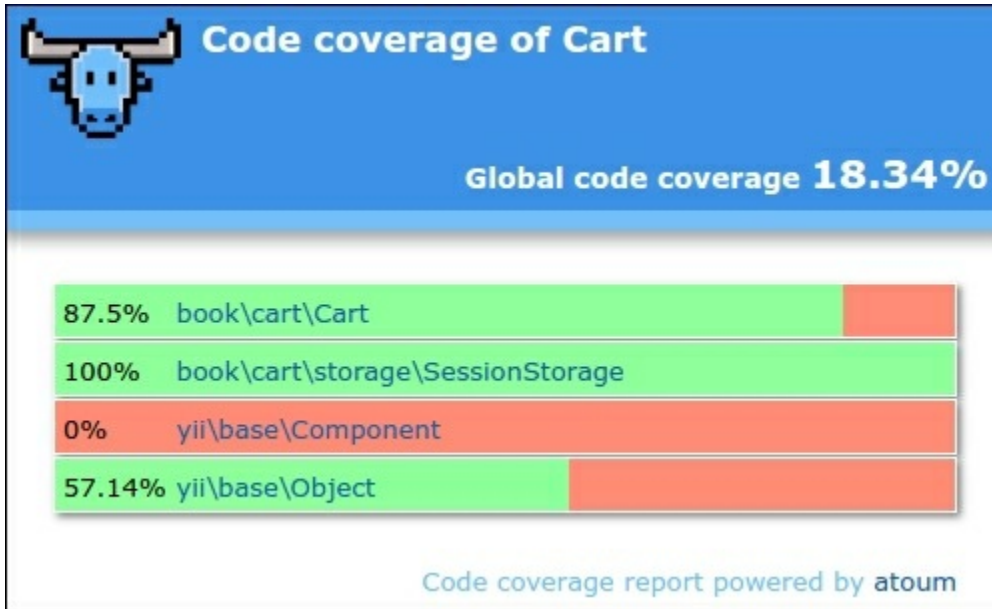 Code coverage of Cart
Global code coverage 18.34%
87.5% book\cart\Cart
100% book\cart\storage\SessionStorage
0% yii\base\Component
57.14% yii\base\Object
Code coverage report powered by atoum